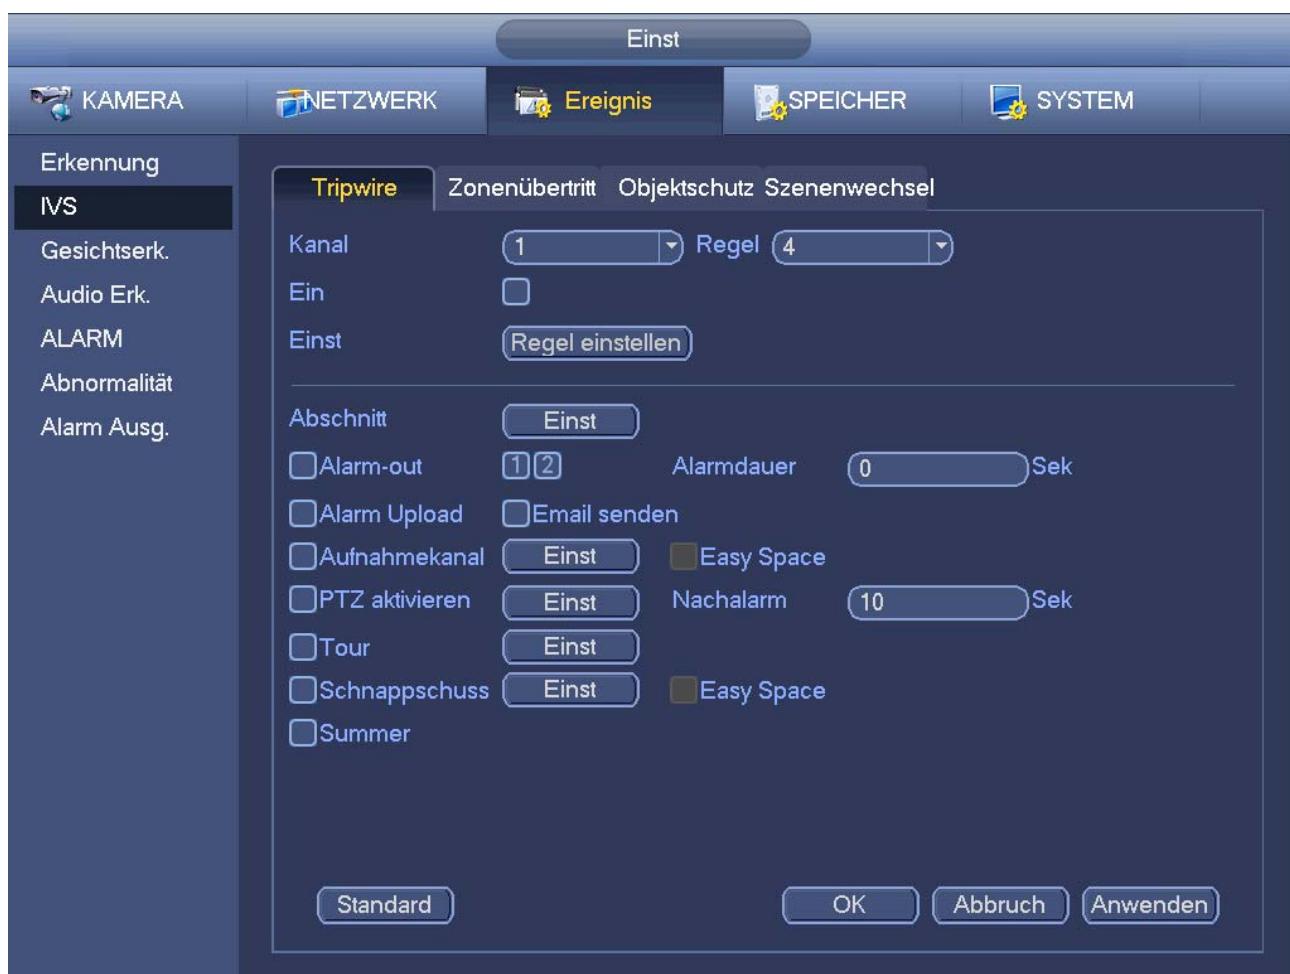 Einst
KAMERA NETZWERK Ereignis SPEICHER SYSTEM
Erkennung
IVS
Gesichtserk.
Audio Erk.
ALARM
Abnormalität
Alarm Ausg.
Tripwire Zonenübertritt Objektschutz Szenenwechsel
Kanal 1 Regel 4
Ein
Einst Regel einstellen
Abschnitt Einst
Alarm-out 1 2 Alarmdauer 0 Sek
Alarm Upload Email senden
Aufnahmekanal Einst Easy Space
PTZ aktivieren Einst Nachalarm 10 Sek
Tour Einst
Schnappschuss Einst Easy Space
Summer
Standard OK Abbruch Anwenden